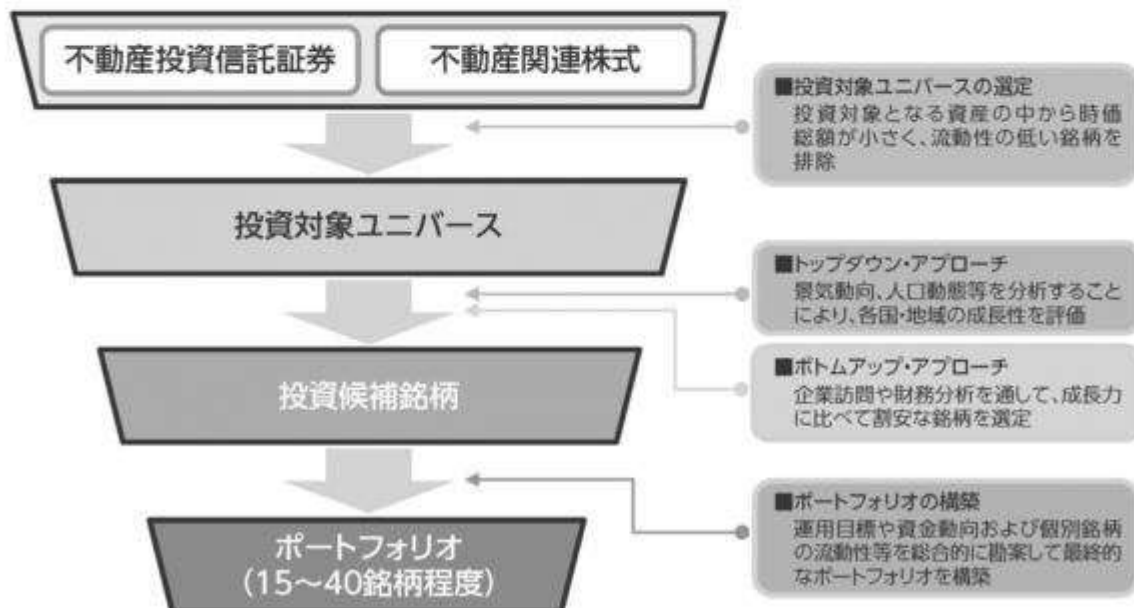 不動産投資信託証券
不動産関連株式
■投資対象ユニバースの選定
投資対象となる資産の中から時価
総額が小さく、流動性の低い銘柄を
排除
投資対象ユニバース
■トップダウン・アプローチ
景気動向、人口動態等を分析すること
により、各国・地域の成長性を評価
■ボトムアップ・アプローチ
企業訪問や財務分析を通して、成長力
に比べて割安な銘柄を選定
投資候補銘柄
■ポートフォリオの構築
運用目標や資金動向および個別銘柄
の流動性等を総合的に勘案して最終的
なポートフォリオを構築
ポートフォリオ
(15～40銘柄程度)